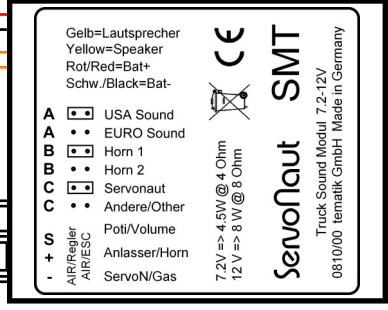 Gelb=Lautsprecher
Yellow=Speaker
Rot/Red=Bat+
Schw./Black=Bat-
A USA Sound
A EURO Sound
B Horn 1
B Horn 2
C Servonaut
C Andere/Other
S Poti/Volume
+ Anlasser/Horn
- ServoN/Gas
AIR/Regler
AIR/ESC
CE
7.2V => 4.5W @ 4 Ohm
12 V => 8 W @ 8 Ohm
ServoNaut SMT
Truck Sound Modul 7.2-12V
0810/00 tematik GmbH Made in Germany